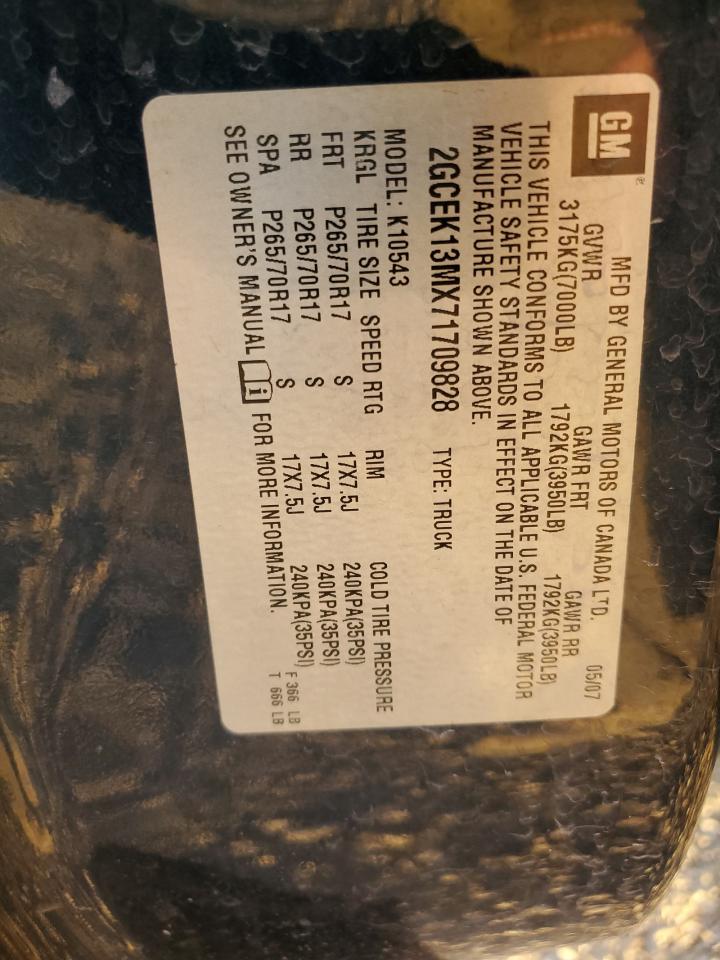 GM®
MFD BY GENERAL MOTORS OF CANADA LTD. 05/07
GVWR GAWR FRT GAWR RR
3175KG(7000LB) 1792KG(3950LB) 1792KG(3950LB)
THIS VEHICLE CONFORMS TO ALL APPLICABLE U.S. FEDERAL MOTOR
VEHICLE SAFETY STANDARDS IN EFFECT ON THE DATE OF
MANUFACTURE SHOWN ABOVE.
2GCEK13MX71709828 TYPE: TRUCK
MODEL: K10543
KRGL TIRE SIZE SPEED RTG RIM COLD TIRE PRESSURE
FRT P265/70R17 S 17X7.5J 240KPA(35PSI)
RR P265/70R17 S 17X7.5J 240KPA(35PSI)
SPA P265/70R17 S 17X7.5J 240KPA(35PSI)
SEE OWNER'S MANUAL i FOR MORE INFORMATION.
F 366 LB
T 666 LB